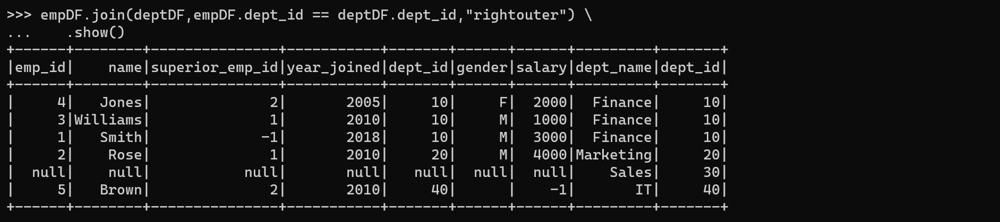 >>> empDF.join(deptDF,empDF.dept_id == deptDF.dept_id,"rightouter") \
...    .show()
+------+--------+---------------+-----------+-------+------+------+---------+-------+
|emp_id|    name|superior_emp_id|year_joined|dept_id|gender|salary|dept_name|dept_id|
+------+--------+---------------+-----------+-------+------+------+---------+-------+
|     4|   Jones|              2|       2005|     10|     F|  2000|  Finance|     10|
|     3|Williams|              1|       2010|     10|     M|  1000|  Finance|     10|
|     1|   Smith|             -1|       2018|     10|     M|  3000|  Finance|     10|
|     2|    Rose|              1|       2010|     20|     M|  4000|Marketing|     20|
|  null|    null|           null|       null|   null|  null|  null|    Sales|     30|
|     5|   Brown|              2|       2010|     40|      |    -1|       IT|     40|
+------+--------+---------------+-----------+-------+------+------+---------+-------+